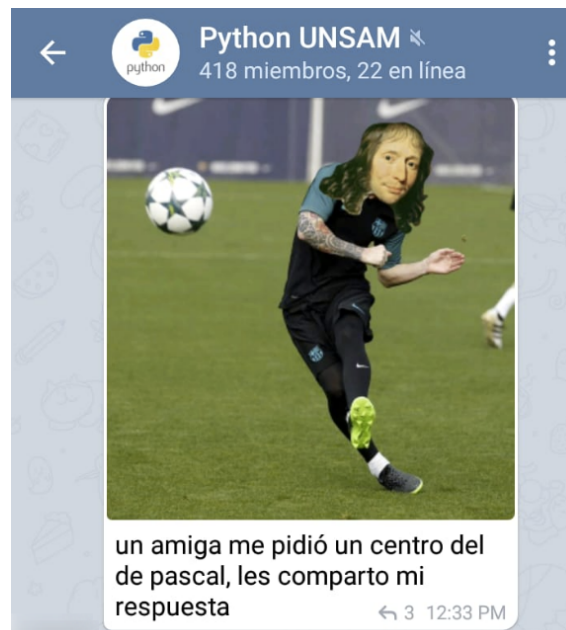 Python UNSAM
python
418 miembros, 22 en línea
un amiga me pidió un centro del
de pascal, les comparto mi
respuesta
3 12:33 PM